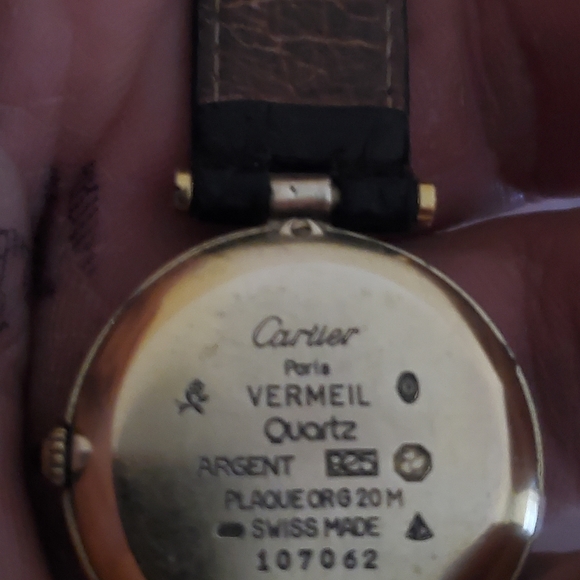 Cartier
Paris
VERMEIL
Quartz
ARGENT 925
PLAQUE OR G 20 M
SWISS MADE
107062